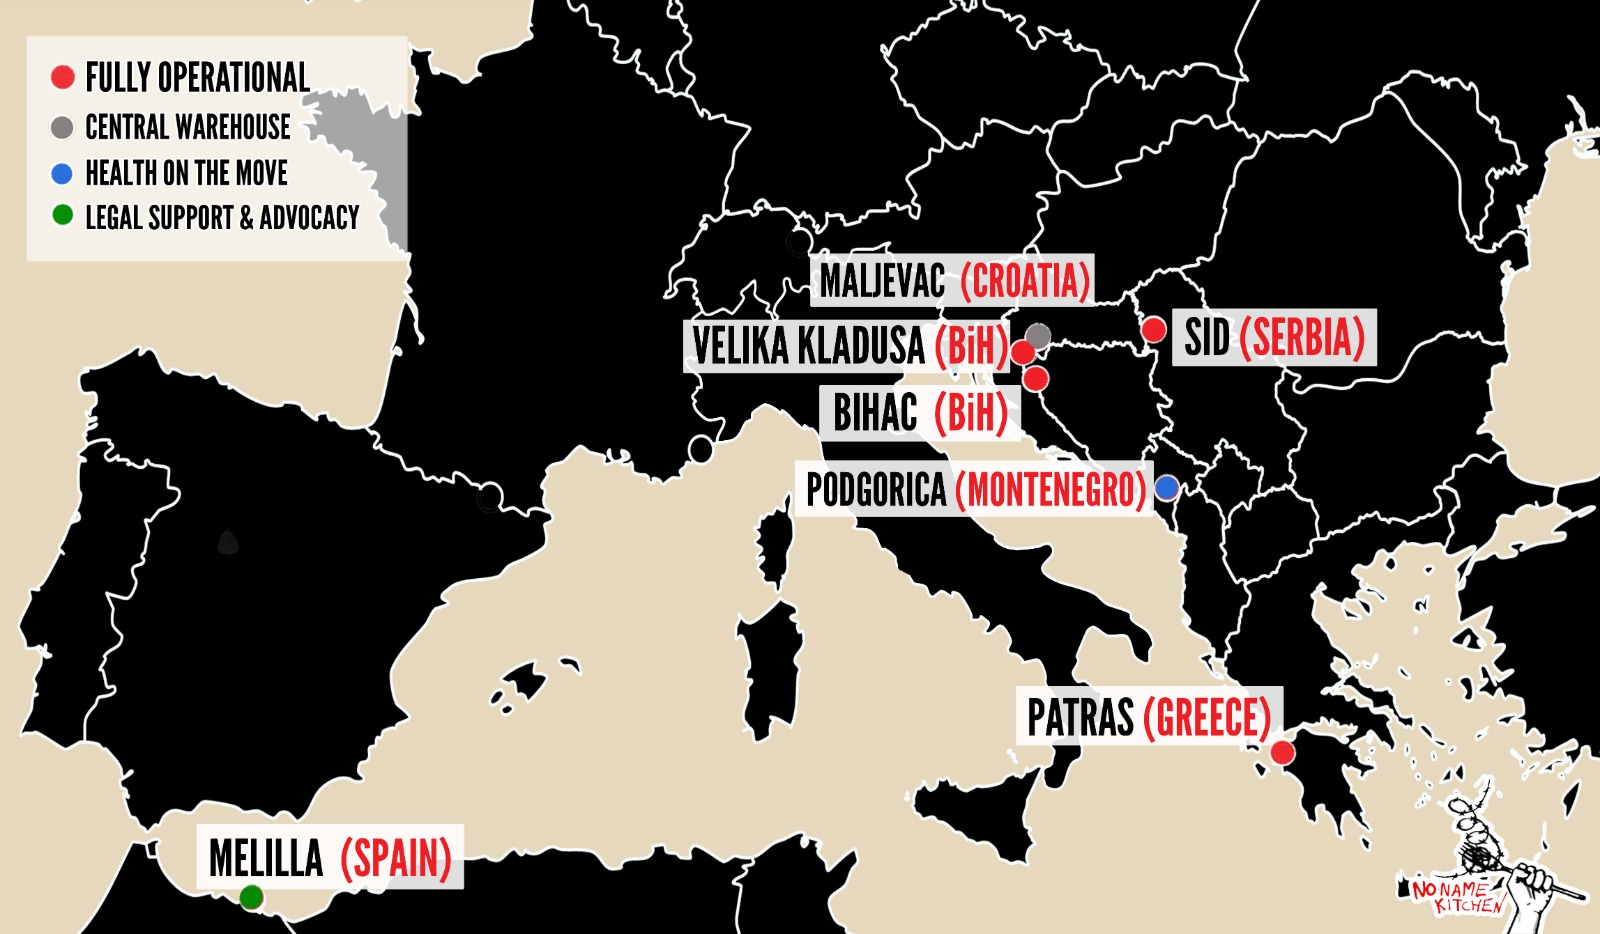 FULLY OPERATIONAL
CENTRAL WAREHOUSE
HEALTH ON THE MOVE
LEGAL SUPPORT & ADVOCACY
MALJEVAC (CROATIA)
VELIKA KLADUSA (BiH)
SID (SERBIA)
BIHAC (BiH)
PODGORICA (MONTENEGRO)
PATRAS (GREECE)
MELILLA (SPAIN)
NO NAME
KITCHEN